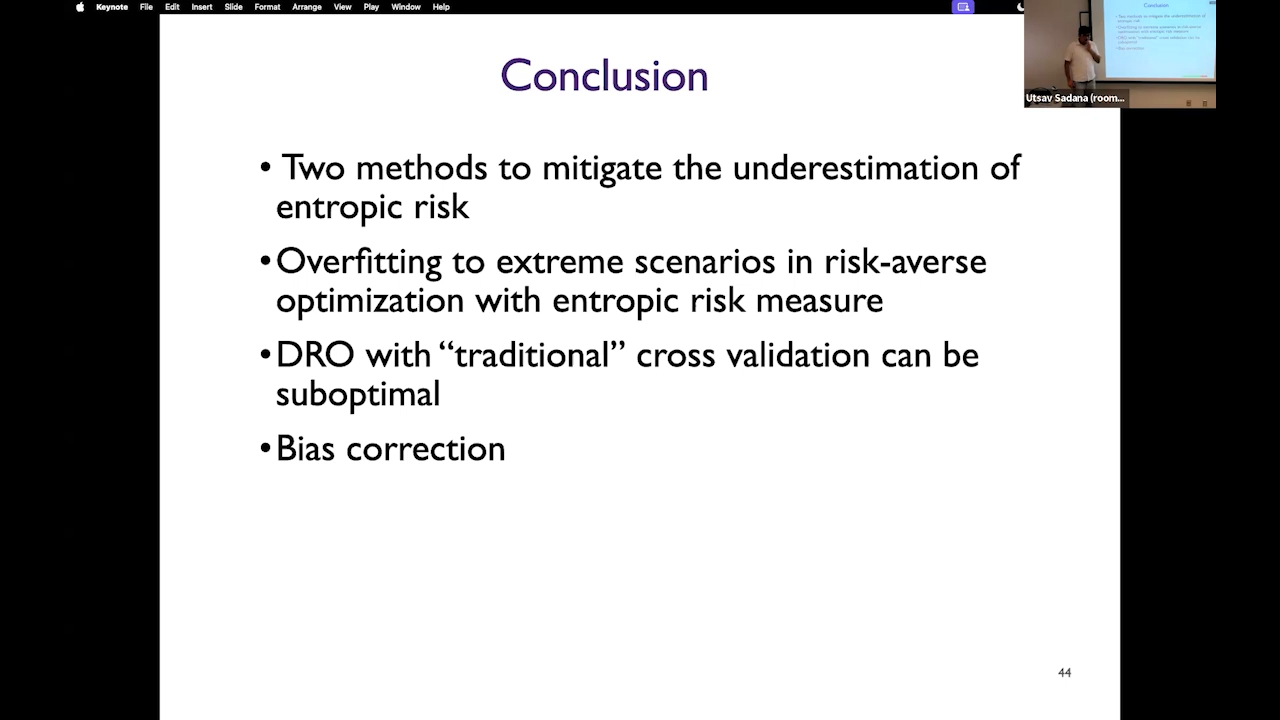 Keynote File Edit Insert Slide Format Arrange View Play Window Help
Conclusion
• Two methods to mitigate the underestimation of
entropic risk
• Overfitting to extreme scenarios in risk-averse
optimization with entropic risk measure
• DRO with “traditional” cross validation can be
suboptimal
• Bias correction
44
Conclusion
Utsav Sadana (room...